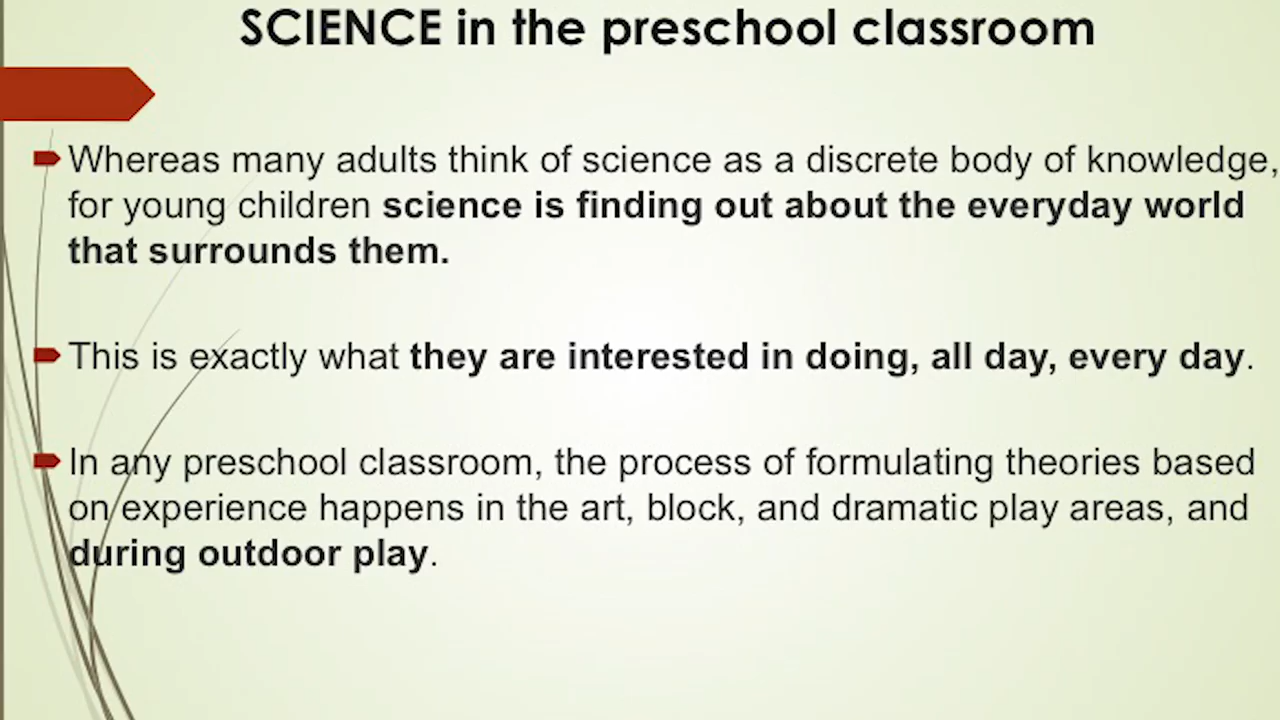 SCIENCE in the preschool classroom
Whereas many adults think of science as a discrete body of knowledge,
for young children science is finding out about the everyday world
that surrounds them.
This is exactly what they are interested in doing, all day, every day.
In any preschool classroom, the process of formulating theories based
on experience happens in the art, block, and dramatic play areas, and
during outdoor play.